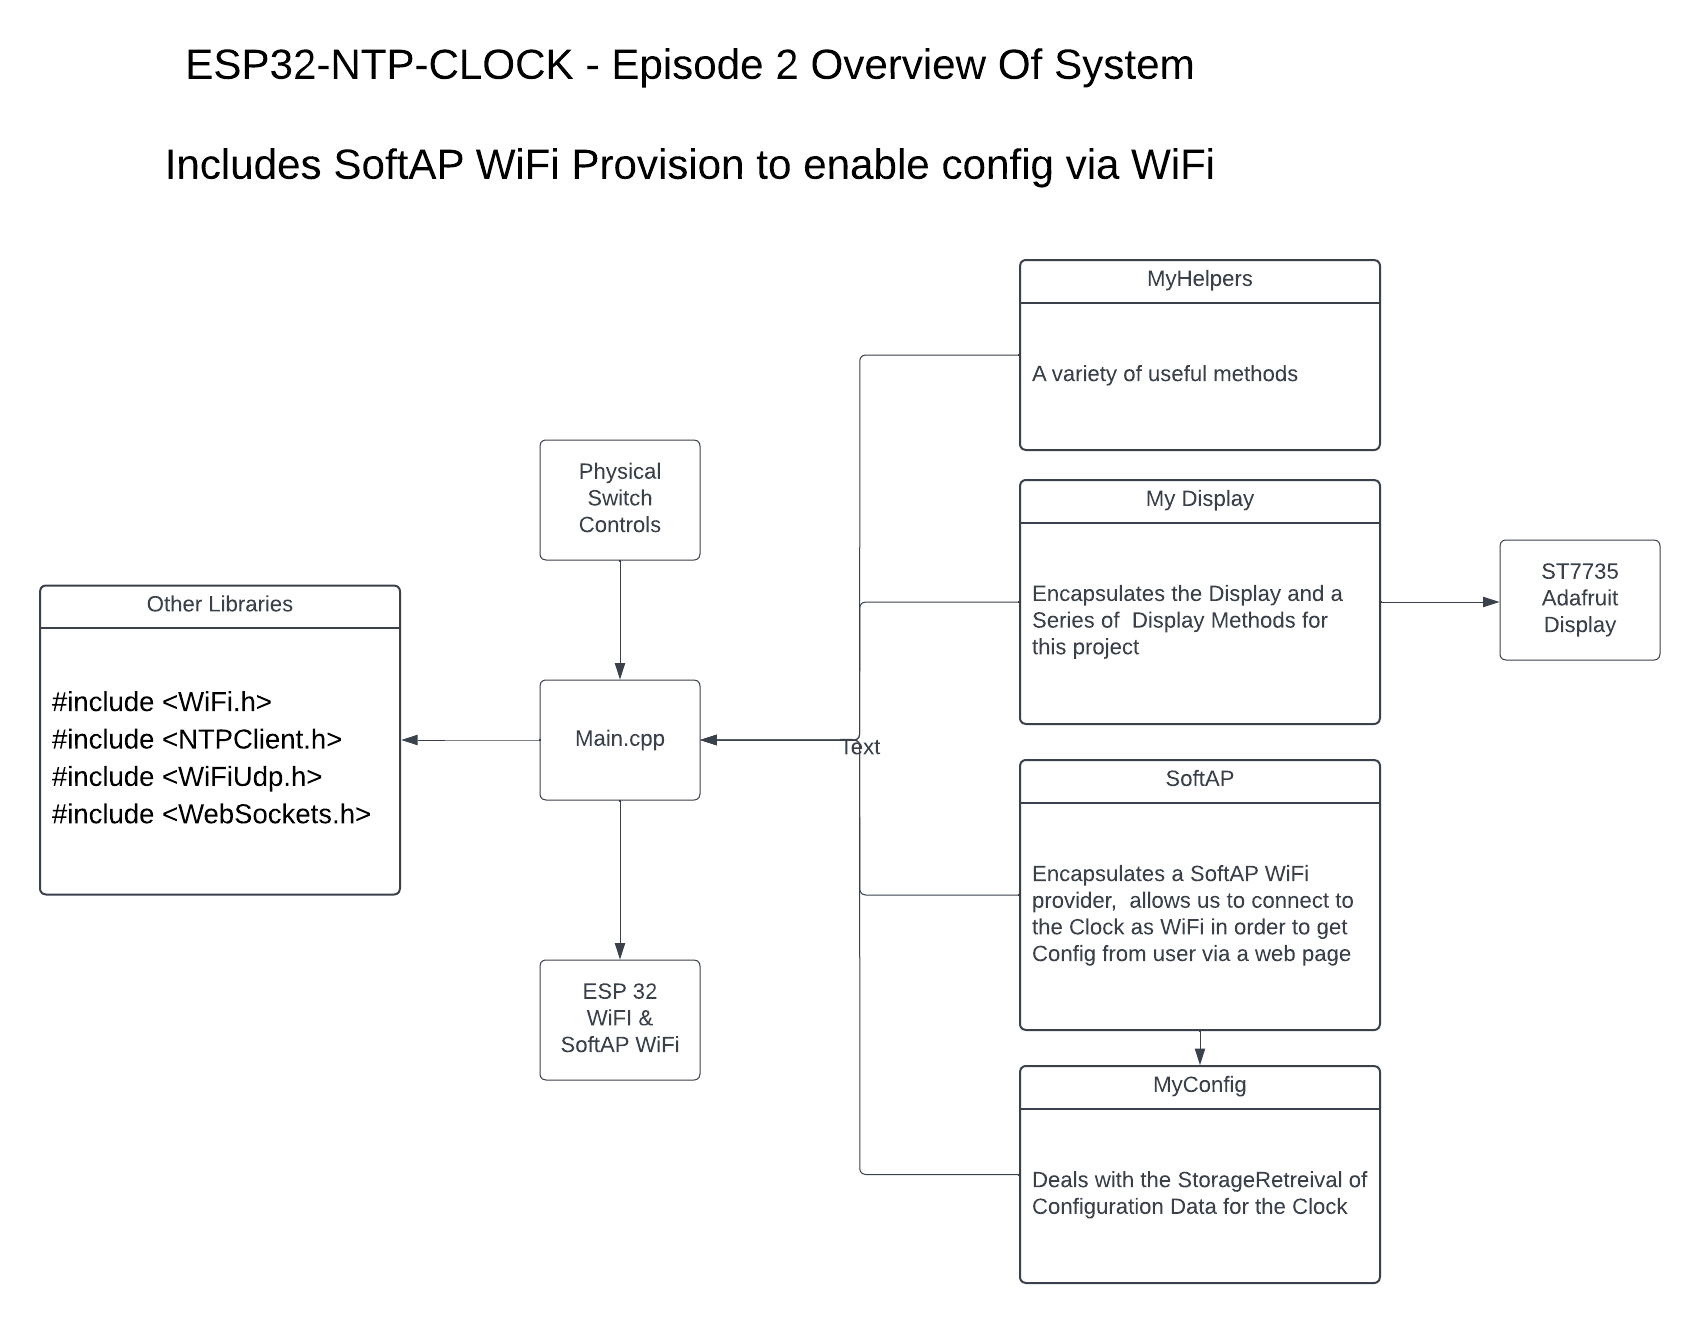 ESP32-NTP-CLOCK - Episode 2 Overview Of System
Includes SoftAP WiFi Provision to enable config via WiFi
MyHelpers
A variety of useful methods
Physical
Switch
Controls
My Display
Encapsulates the Display and a
Series of  Display Methods for
this project
ST7735
Adafruit
Display
Other Libraries
#include <WiFi.h>
#include <NTPClient.h>
#include <WiFiUdp.h>
#include <WebSockets.h>
Main.cpp
Text
SoftAP
Encapsulates a SoftAP WiFi
provider,  allows us to connect to
the Clock as WiFi in order to get
Config from user via a web page
ESP 32
WiFI &
SoftAP WiFi
MyConfig
Deals with the StorageRetreival of
Configuration Data for the Clock